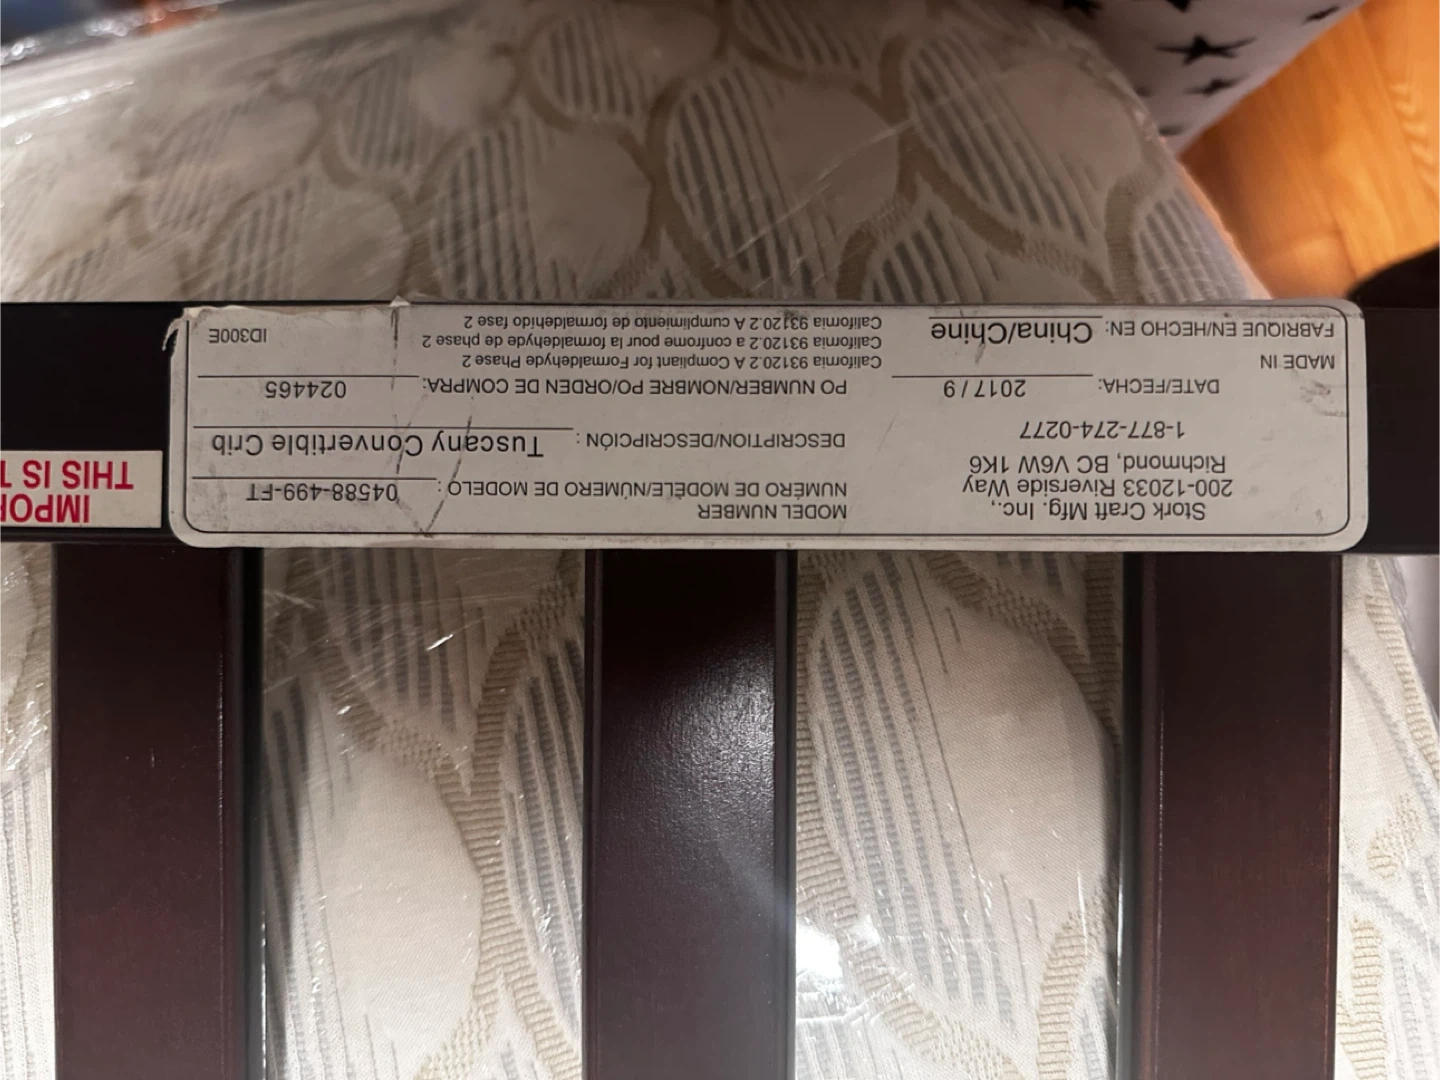 Stork Craft Mfg. Inc.,
200-12033 Riverside Way
Richmond, BC V6W 1K6
1-877-274-0277
DATE/FECHA: 2017 / 9
MADE IN
FABRIQUE EN/HECHO EN: China/Chine
MODEL NUMBER
NUMÉRO DE MODÈLE/NÚMERO DE MODELO: 04588-499-FT
DESCRIPTION/DESCRIPCIÓN: Tuscany Convertible Crib
PO NUMBER/NOMBRE PO/ORDEN DE COMPRA: 024465
California 93120.2 A Compliant for Formaldehyde Phase 2
California 93120.2 a conforme pour la formaldehyde de phase 2
California 93120.2 A cumplimiento de formaldehido fase 2
ID300E
IMPOR
THIS IS